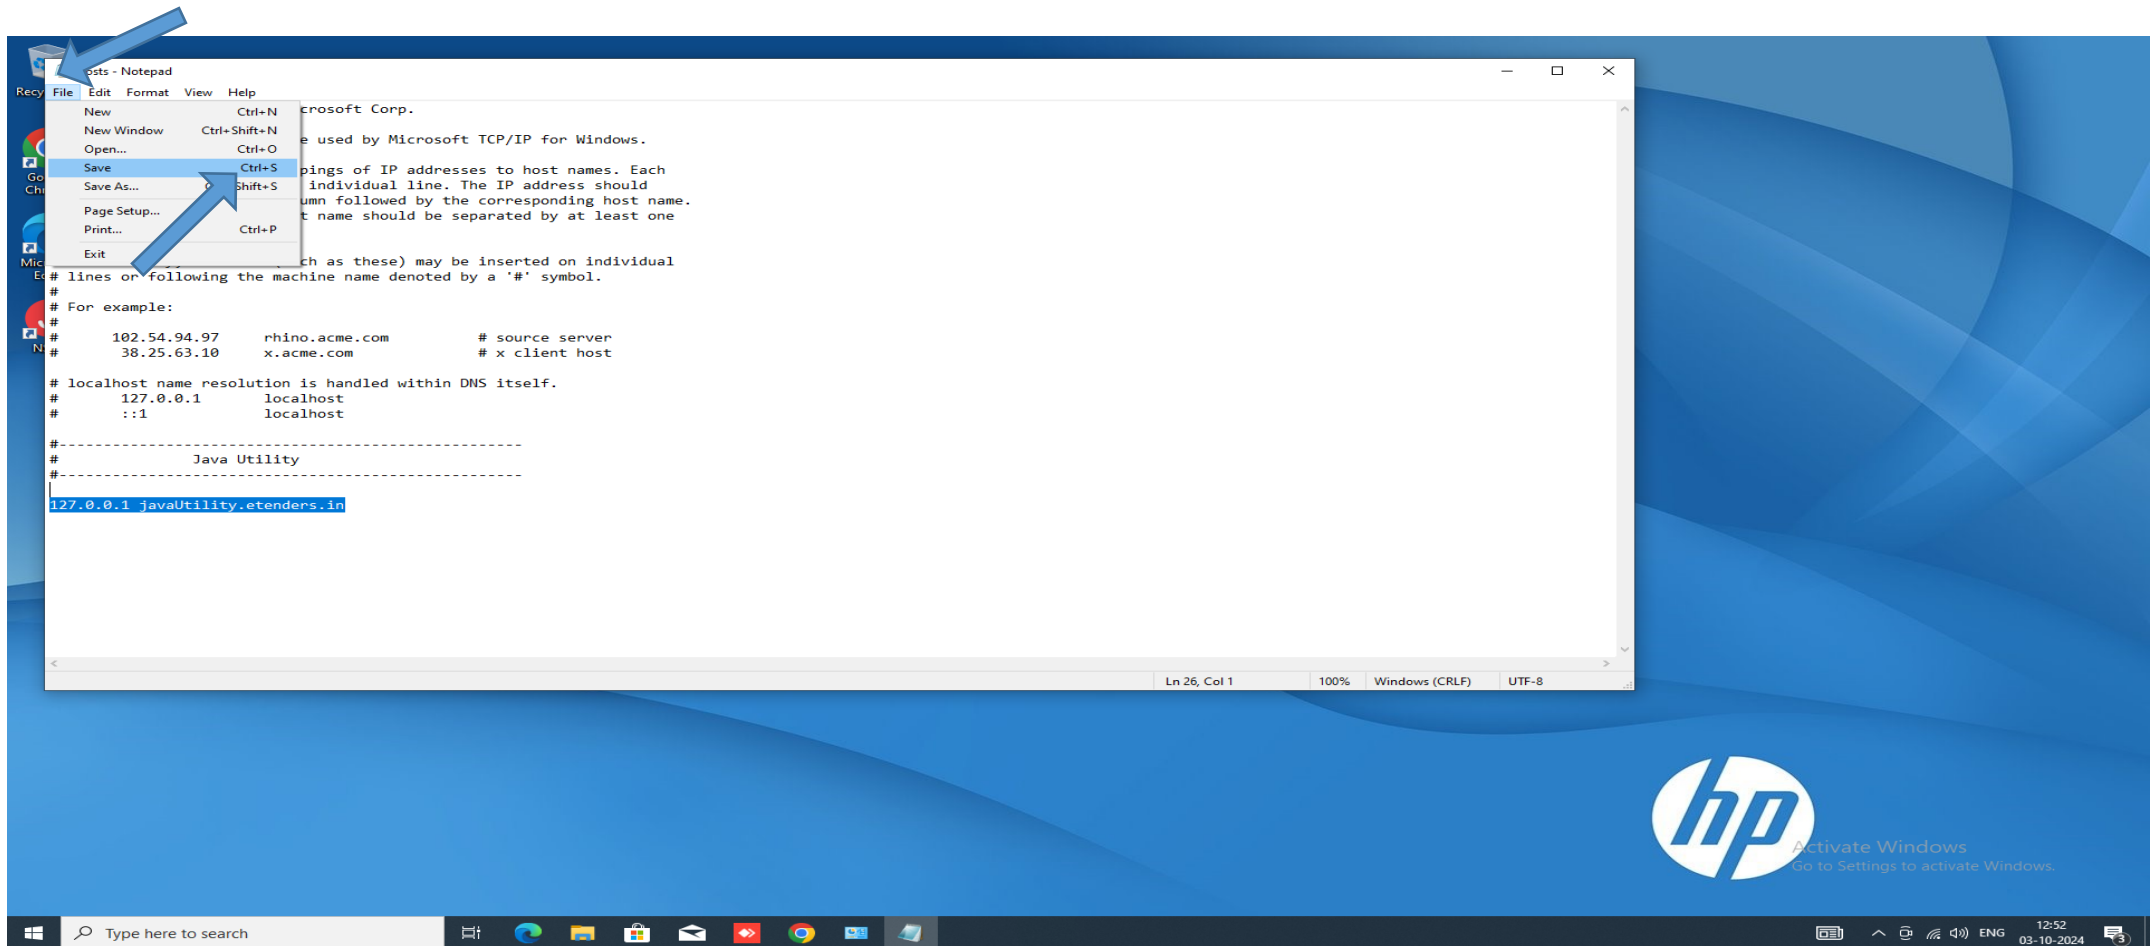 osts - Notepad
File Edit Format View Help
New Ctrl+N
New Window Ctrl+Shift+N
Open... Ctrl+O
Save Ctrl+S
Save As... Shift+S
Page Setup...
Print... Ctrl+P
Exit
crosoft Corp.
e used by Microsoft TCP/IP for Windows.
pings of IP addresses to host names. Each
individual line. The IP address should
umn followed by the corresponding host name.
t name should be separated by at least one
ch as these) may be inserted on individual
# lines or following the machine name denoted by a '#' symbol.
#
# For example:
#
# 102.54.94.97 rhino.acme.com # source server
# 38.25.63.10 x.acme.com # x client host
# localhost name resolution is handled within DNS itself.
# 127.0.0.1 localhost
# ::1 localhost
#----------------------------------------------------
# Java Utility
#----------------------------------------------------
127.0.0.1 javaUtility.etenders.in
Ln 26, Col 1 100% Windows (CRLF) UTF-8
Recy
Go
Ch
Mic
E
N
hp
Activate Windows
Go to Settings to activate Windows.
Type here to search
ENG
12:52
03-10-2024
3